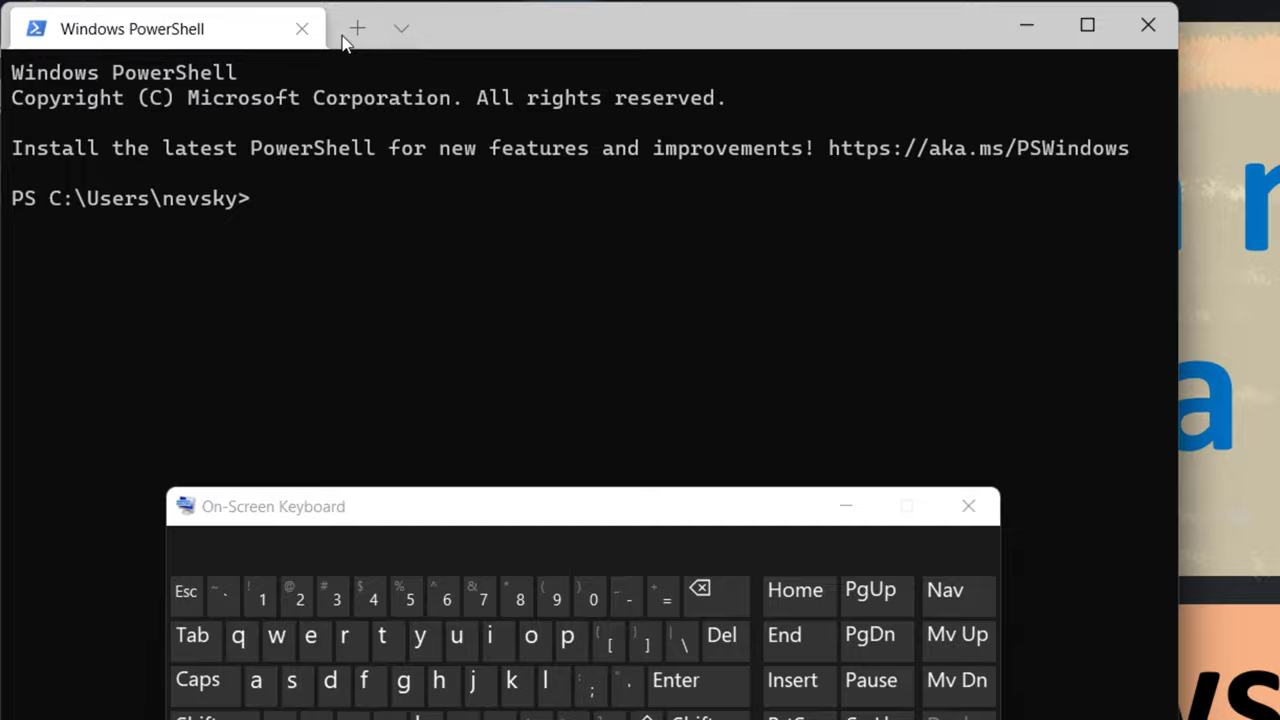 Windows PowerShell
Windows PowerShell
Copyright (C) Microsoft Corporation. All rights reserved.
Install the latest PowerShell for new features and improvements! https://aka.ms/PSWindows
PS C:\Users\nevsky>
a
On-Screen Keyboard
Esc ~ ` ! 1 @ 2 # 3 $ 4 % 5 ^ 6 & 7 * 8 ( 9 ) 0 _ - + = Home PgUp Nav
Tab q w e r t y u i o p { [ } ] | \ Del End PgDn Mv Up
Caps a s d f g h j k l : ; " ' Enter Insert Pause Mv Dn
ys